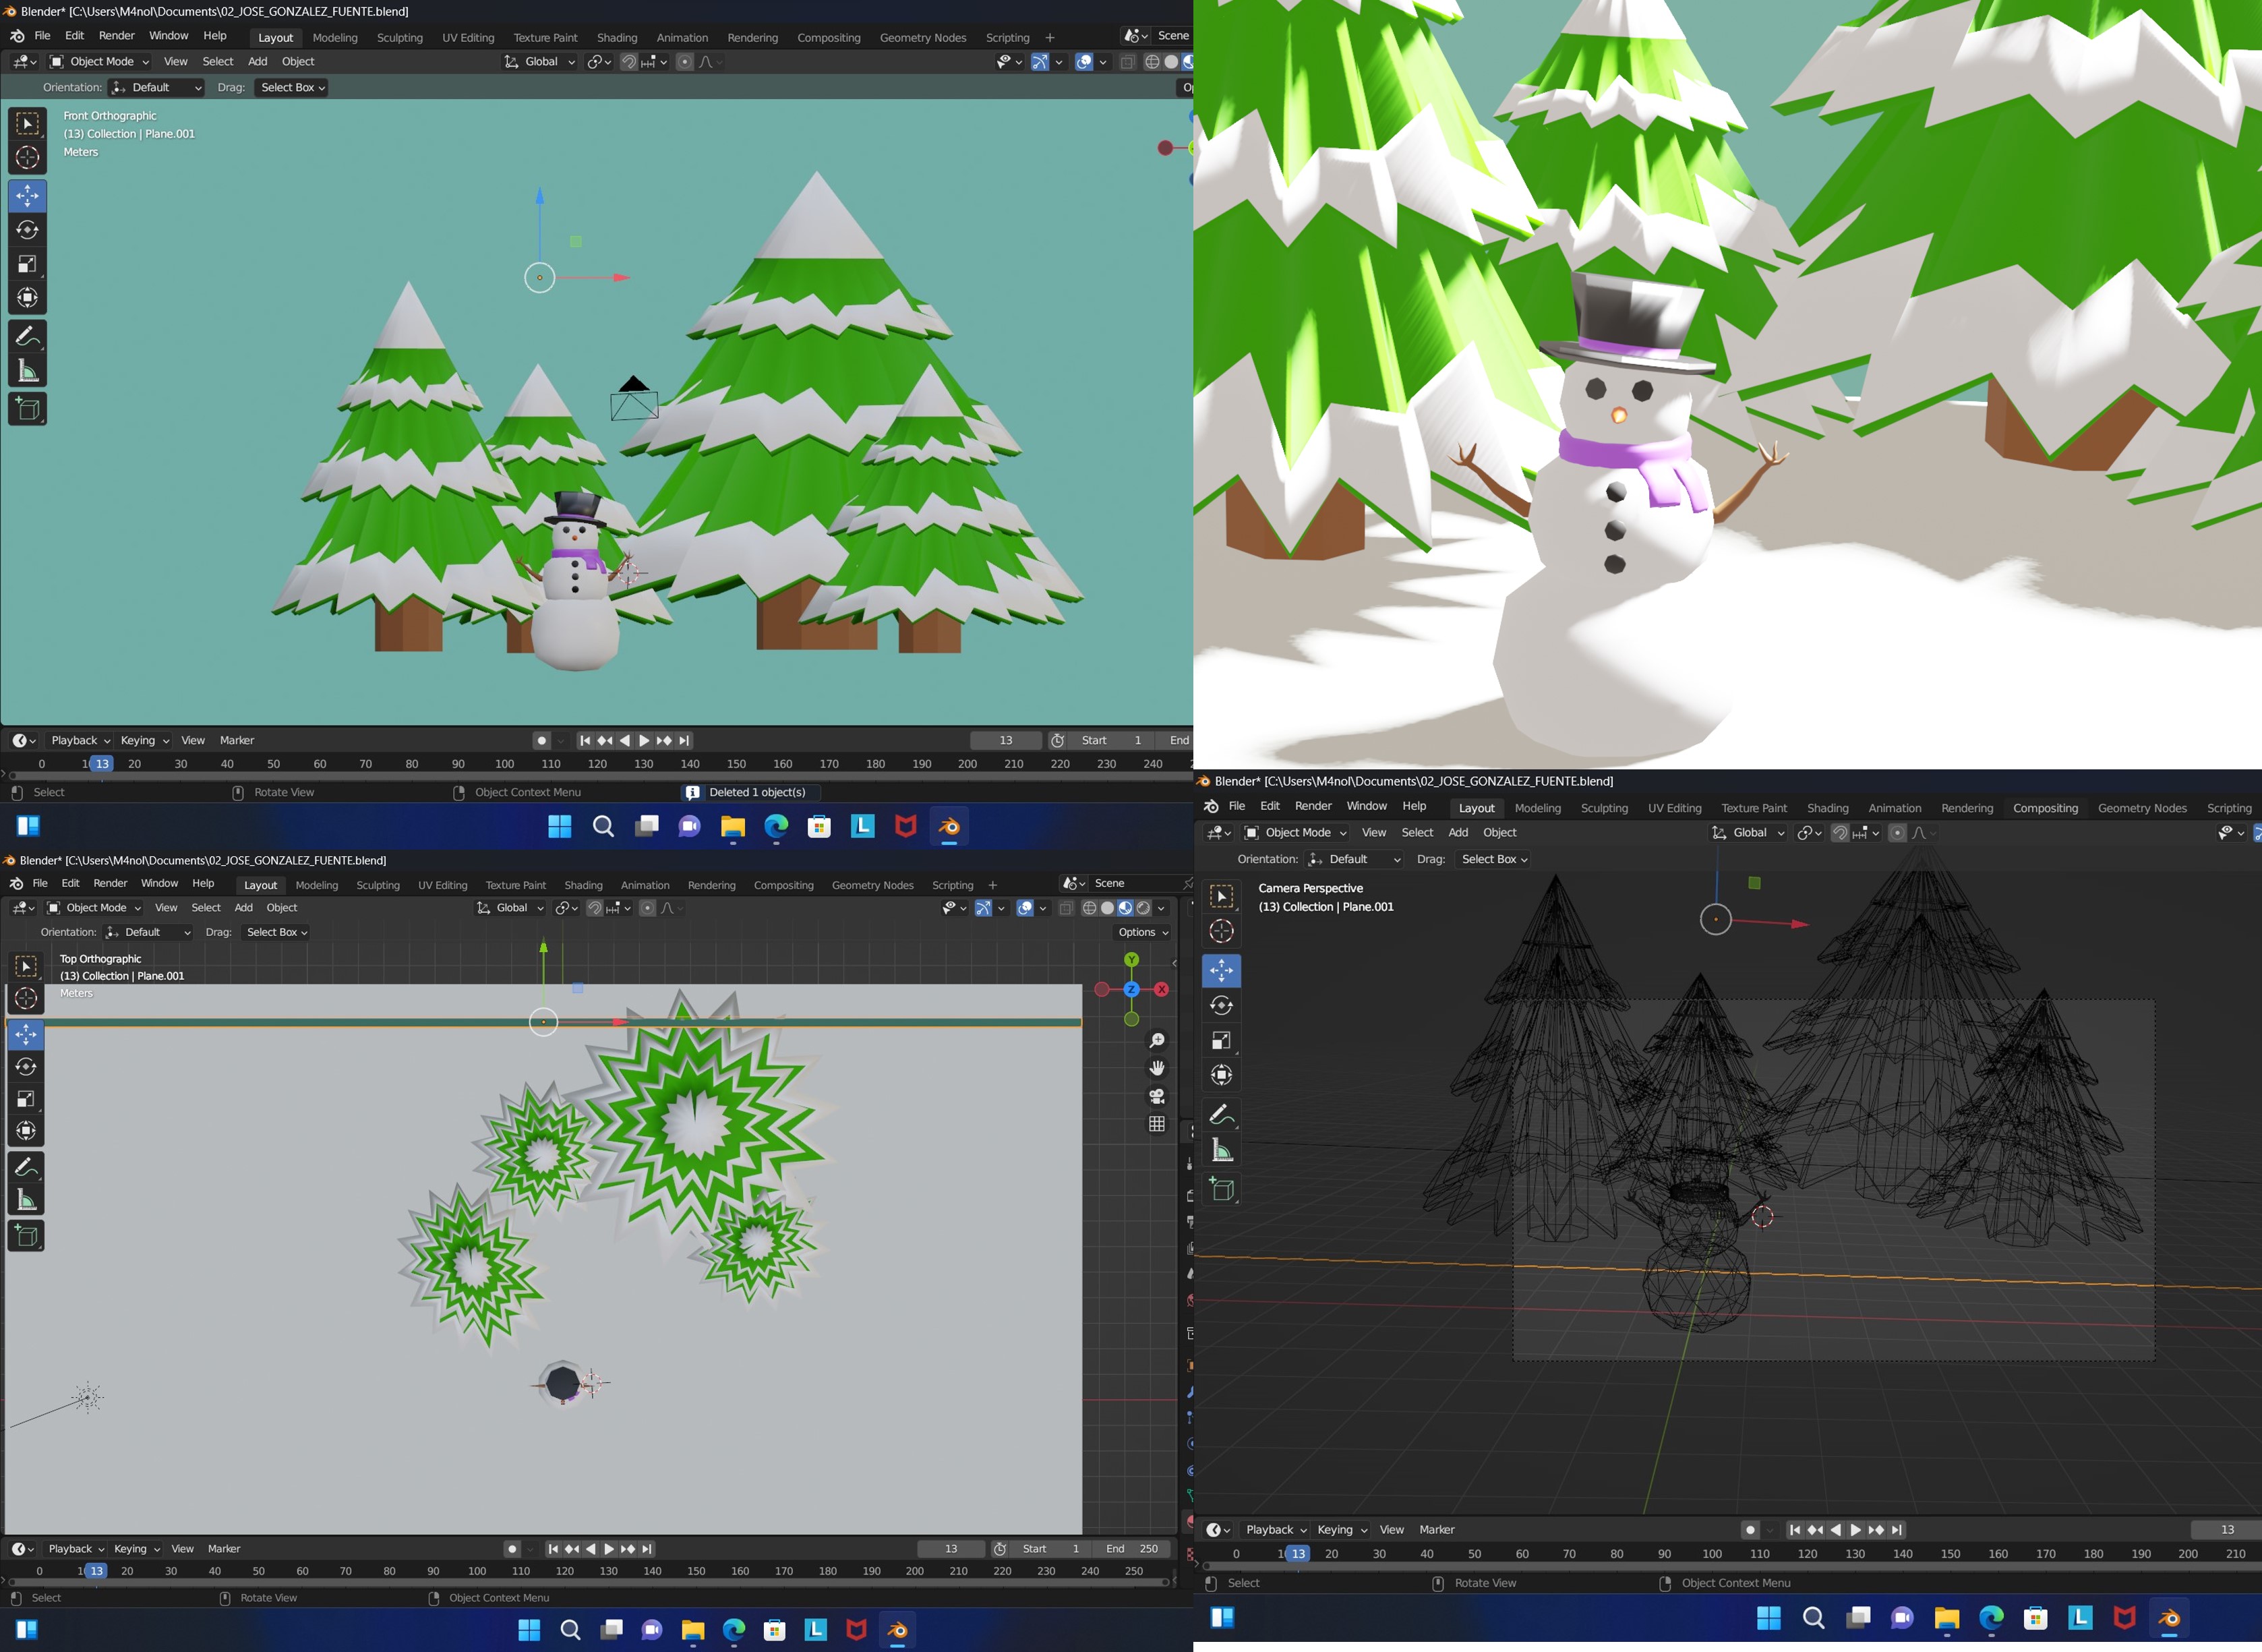 Blender* [C:\Users\M4nol\Documents\02_JOSE_GONZALEZ_FUENTE.blend]
File Edit Render Window Help Layout Modeling Sculpting UV Editing Texture Paint Shading Animation Rendering Compositing Geometry Nodes Scripting + Scene
Object Mode View Select Add Object Global
Orientation: Default Drag: Select Box
Front Orthographic
(13) Collection | Plane.001
Meters
Playback Keying View Marker 13 Start 1 End
0 13 20 30 40 50 60 70 80 90 100 110 120 130 140 150 160 170 180 190 200 210 220 230 240
Select Rotate View Object Context Menu Deleted 1 object(s)
L
Blender* [C:\Users\M4nol\Documents\02_JOSE_GONZALEZ_FUENTE.blend]
File Edit Render Window Help Layout Modeling Sculpting UV Editing Texture Paint Shading Animation Rendering Compositing Geometry Nodes Scripting + Scene
Object Mode View Select Add Object Global
Orientation: Default Drag: Select Box Options
Top Orthographic
(13) Collection | Plane.001
Meters
Y
Z X
Playback Keying View Marker 13 Start 1 End 250
0 13 20 30 40 50 60 70 80 90 100 110 120 130 140 150 160 170 180 190 200 210 220 230 240 250
Select Rotate View Object Context Menu
L
Blender* [C:\Users\M4nol\Documents\02_JOSE_GONZALEZ_FUENTE.blend]
File Edit Render Window Help Layout Modeling Sculpting UV Editing Texture Paint Shading Animation Rendering Compositing Geometry Nodes Scripting
Object Mode View Select Add Object Global
Orientation: Default Drag: Select Box
Camera Perspective
(13) Collection | Plane.001
Playback Keying View Marker 13
0 13 20 30 40 50 60 70 80 90 100 110 120 130 140 150 160 170 180 190 200 210
Select Rotate View Object Context Menu
L